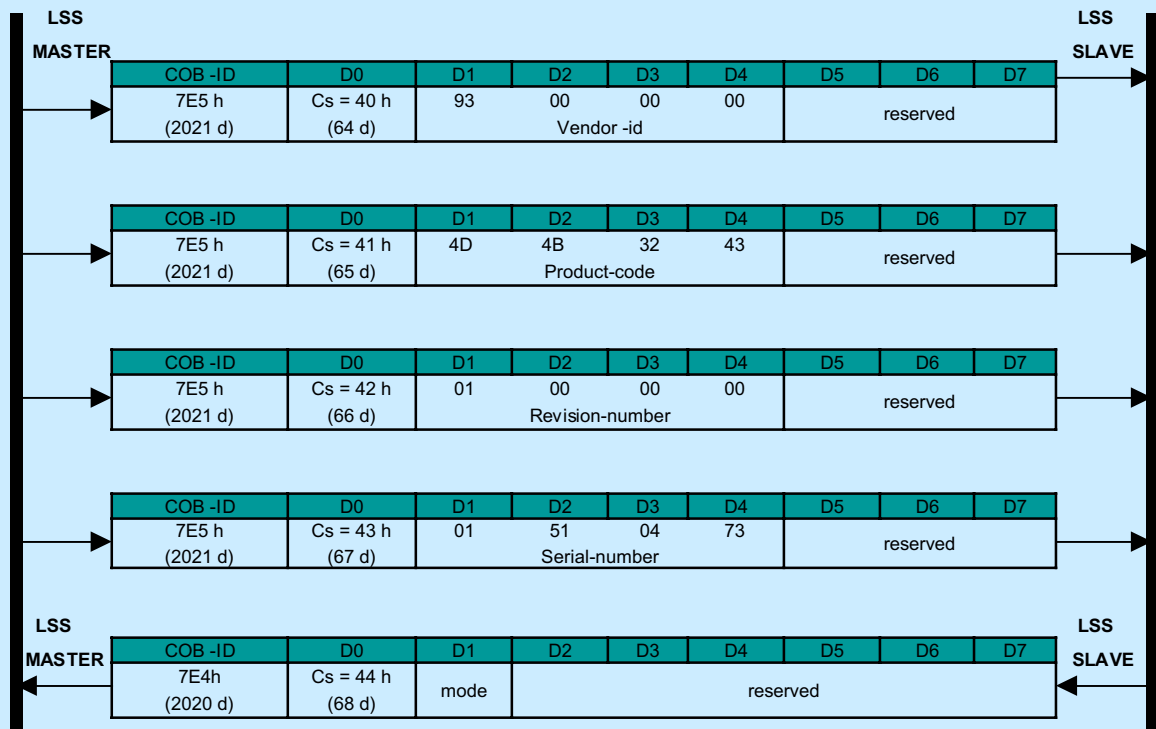 LSS LSS
MASTER SLAVE
COB -ID D0 D1 D2 D3 D4 D5 D6 D7
7E5 h Cs = 40 h 93 00 00 00 reserved
(2021 d) (64 d) Vendor -id
COB -ID D0 D1 D2 D3 D4 D5 D6 D7
7E5 h Cs = 41 h 4D 4B 32 43 reserved
(2021 d) (65 d) Product-code
COB -ID D0 D1 D2 D3 D4 D5 D6 D7
7E5 h Cs = 42 h 01 00 00 00 reserved
(2021 d) (66 d) Revision-number
COB -ID D0 D1 D2 D3 D4 D5 D6 D7
7E5 h Cs = 43 h 01 51 04 73 reserved
(2021 d) (67 d) Serial-number
LSS LSS
MASTER SLAVE
COB -ID D0 D1 D2 D3 D4 D5 D6 D7
7E4h Cs = 44 h mode reserved
(2020 d) (68 d)